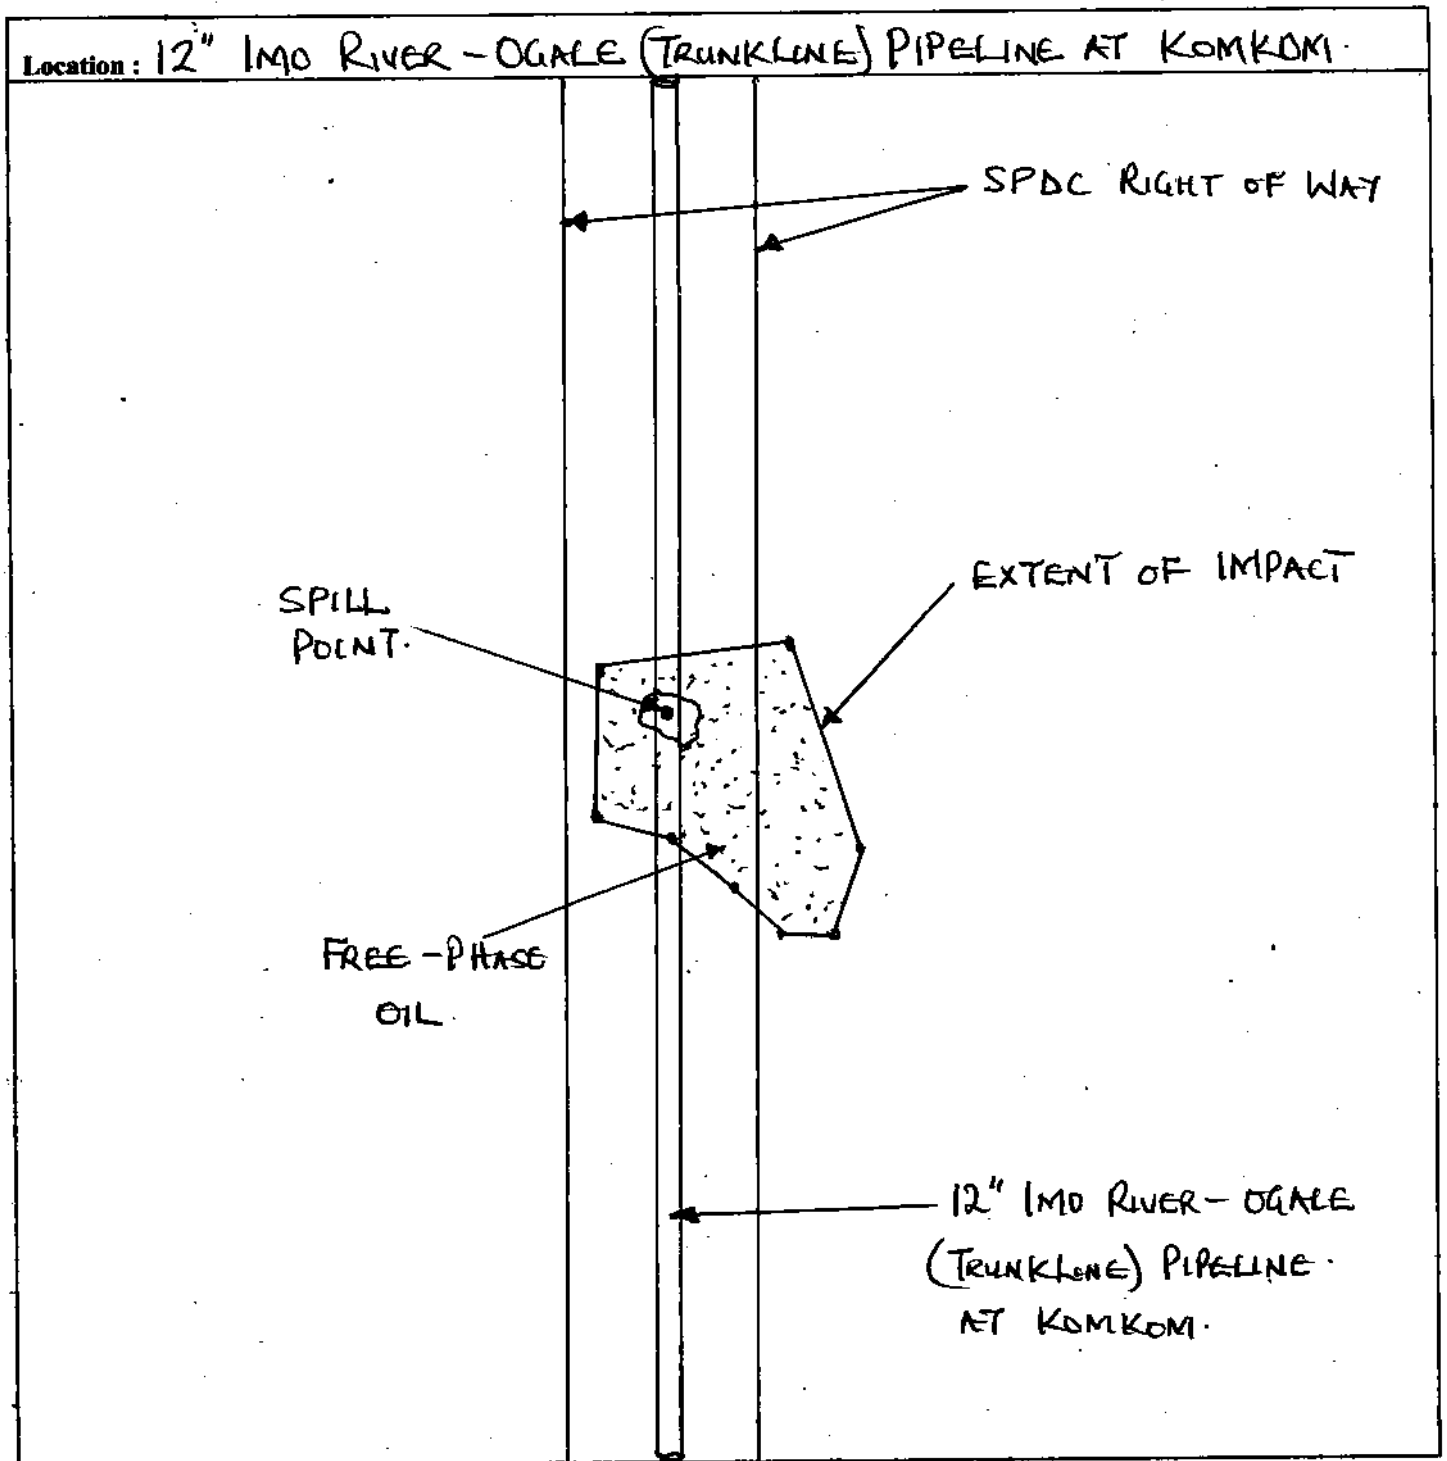 Location : 12" IMO RIVER - OGALE (TRUNKLINE) PIPELINE AT KOMKOM.
SPDC RIGHT OF WAY
EXTENT OF IMPACT
SPILL
POINT.
FREE-PHASE
OIL.
12" IMO RIVER - OGALE
(TRUNKLINE) PIPELINE.
AT KOMKOM.